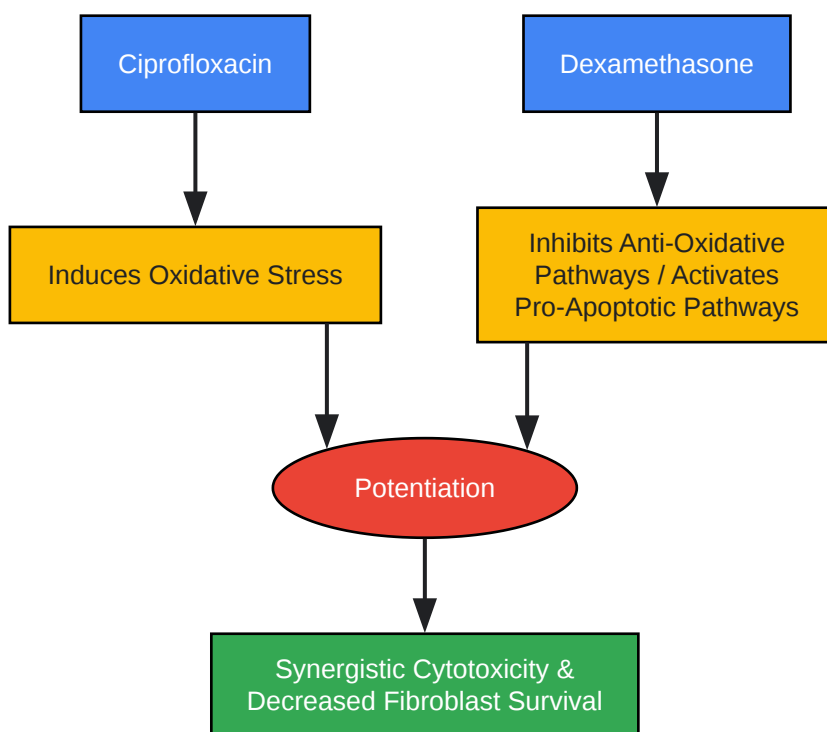 Ciprofloxacin
Dexamethasone
Induces Oxidative Stress
Inhibits Anti-Oxidative
Pathways / Activates
Pro-Apoptotic Pathways
Potentiation
Synergistic Cytotoxicity &
Decreased Fibroblast Survival